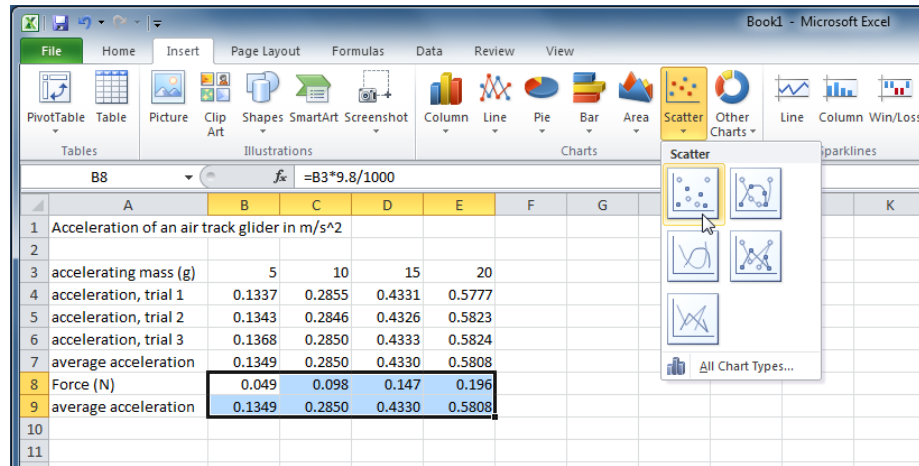 Book1 - Microsoft Excel
File Home Insert Page Layout Formulas Data Review View
PivotTable Table Picture Clip Art Shapes SmartArt Screenshot Column Line Pie Bar Area Scatter Other Charts Line Column Win/Loss
Tables Illustrations Charts Sparklines
Scatter
B8 fx =B3*9.8/1000
A B C D E F G K
1 Acceleration of an air track glider in m/s^2
2
3 accelerating mass (g) 5 10 15 20
4 acceleration, trial 1 0.1337 0.2855 0.4331 0.5777
5 acceleration, trial 2 0.1343 0.2846 0.4326 0.5823
6 acceleration, trial 3 0.1368 0.2850 0.4333 0.5824
7 average acceleration 0.1349 0.2850 0.4330 0.5808
All Chart Types...
8 Force (N) 0.049 0.098 0.147 0.196
9 average acceleration 0.1349 0.2850 0.4330 0.5808
10
11